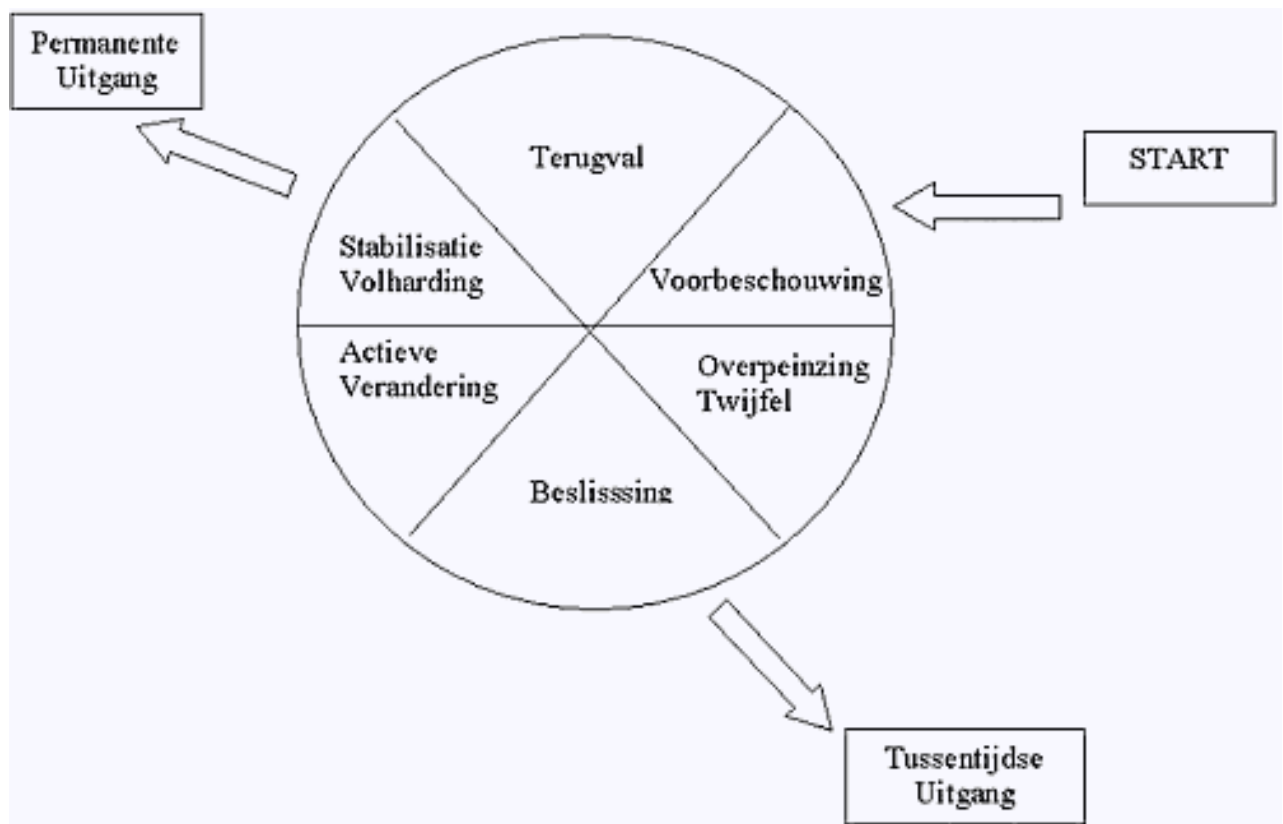 Permanente
Uitgang
START
Terugval
Stabilisatie
Volharding
Voorbeschouwing
Actieve
Verandering
Overpeinzing
Twijfel
Beslisssing
Tussentijdse
Uitgang